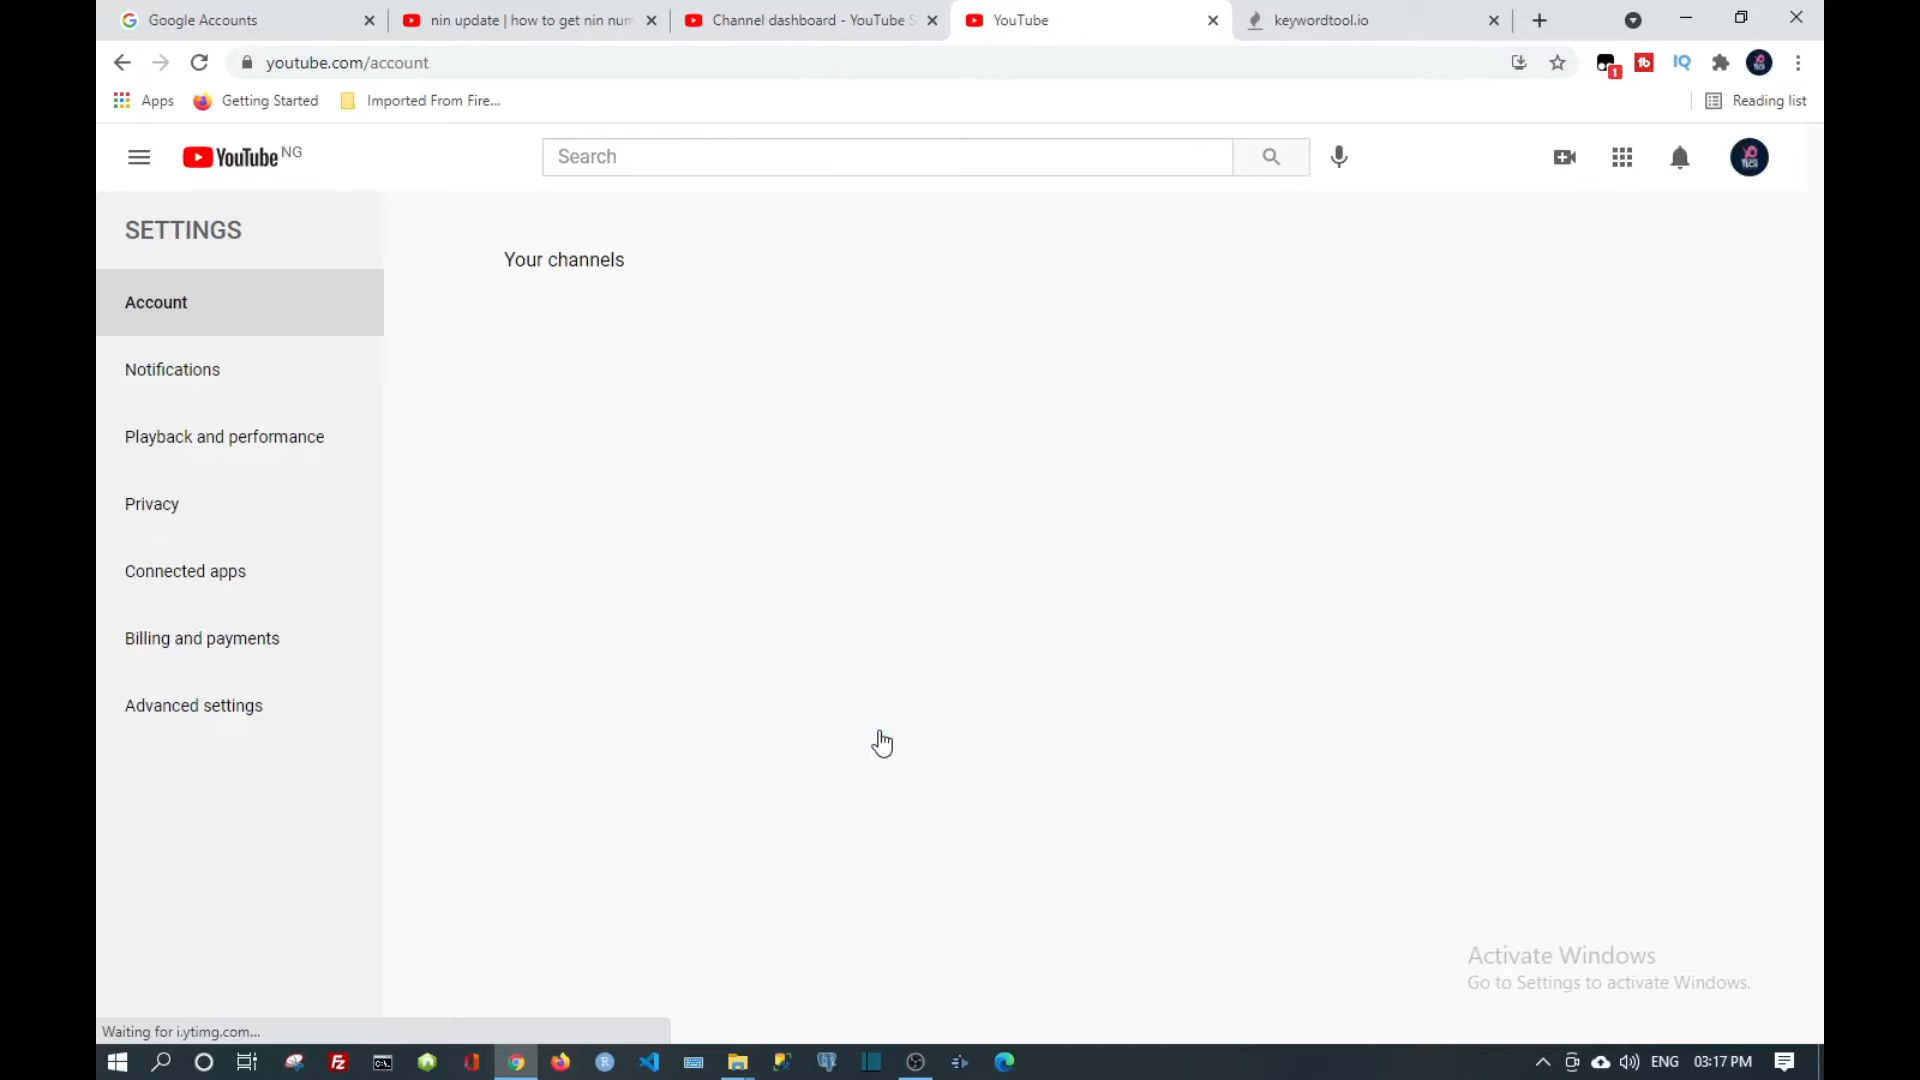 Google Accounts
nin update | how to get nin num
Channel dashboard - YouTube S
YouTube
keywordtool.io
youtube.com/account
1
tb
IQ
Apps
Getting Started
Imported From Fire...
Reading list
YouTube NG
Search
SETTINGS
Account
Notifications
Playback and performance
Privacy
Connected apps
Billing and payments
Advanced settings
Your channels
Activate Windows
Go to Settings to activate Windows.
Waiting for i.ytimg.com...
ENG
03:17 PM